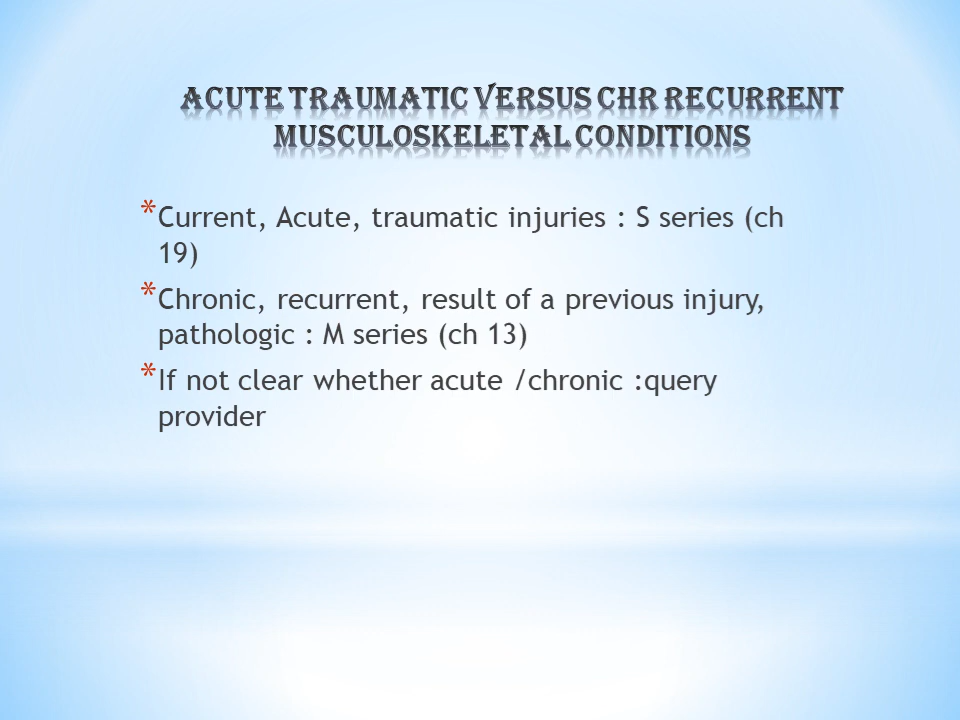 ACUTE TRAUMATIC VERSUS CHR RECURRENT
MUSCULOSKELETAL CONDITIONS
* Current, Acute, traumatic injuries : S series (ch
19)
* Chronic, recurrent, result of a previous injury,
pathologic : M series (ch 13)
* If not clear whether acute /chronic :query
provider